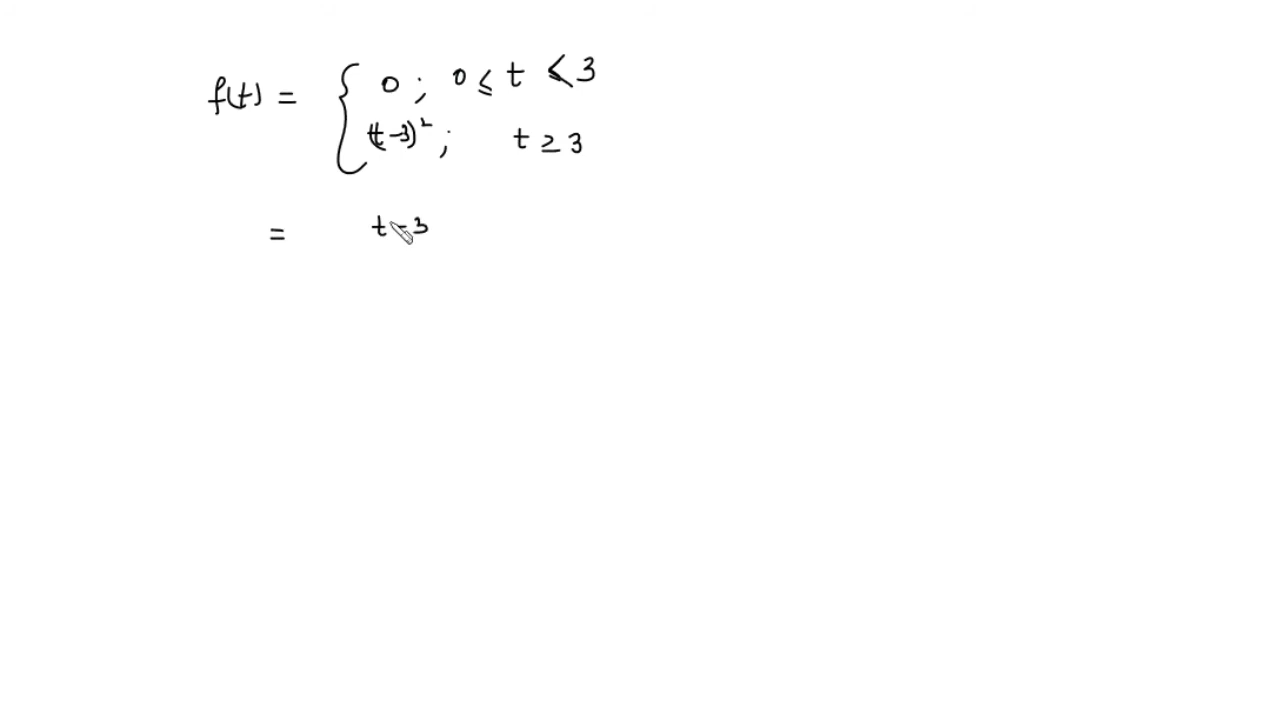 f(t) = { 0 ; 0 ≤ t < 3
(t-3)² ; t ≥ 3
= t-3